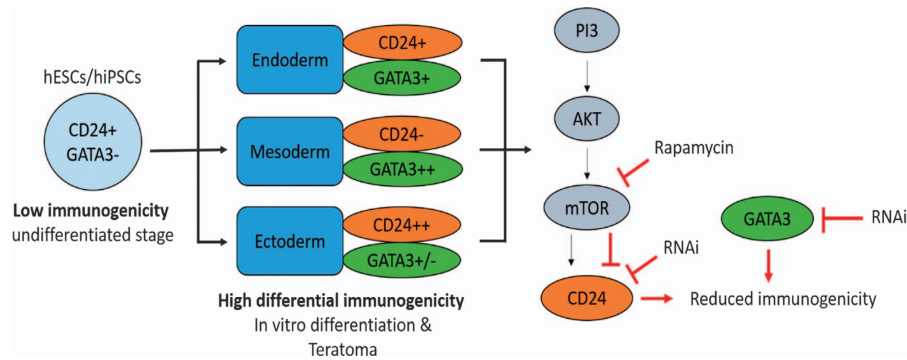 hESCs/hiPSCs
CD24+
GATA3-
Low immunogenicity
undifferentiated stage
Endoderm
CD24+
GATA3+
Mesoderm
CD24-
GATA3++
Ectoderm
CD24++
GATA3+/-
High differential immunogenicity
In vitro differentiation &
Teratoma
PI3
AKT
Rapamycin
mTOR
RNAi
CD24
GATA3
RNAi
Reduced immunogenicity